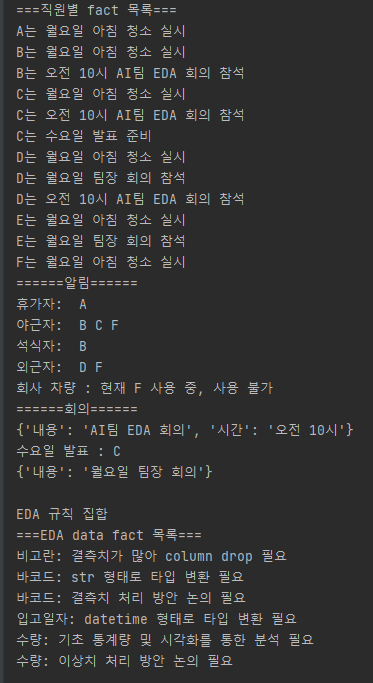 ===직원별 fact 목록===
A는 월요일 아침 청소 실시
B는 월요일 아침 청소 실시
B는 오전 10시 AI팀 EDA 회의 참석
C는 월요일 아침 청소 실시
C는 오전 10시 AI팀 EDA 회의 참석
C는 수요일 발표 준비
D는 월요일 아침 청소 실시
D는 월요일 팀장 회의 참석
D는 오전 10시 AI팀 EDA 회의 참석
E는 월요일 아침 청소 실시
E는 월요일 팀장 회의 참석
F는 월요일 아침 청소 실시
======알림======
휴가자:  A
야근자:  B C F
석식자:  B
외근자:  D F
회사 차량 : 현재 F 사용 중, 사용 불가
======회의======
{'내용': 'AI팀 EDA 회의', '시간': '오전 10시'}
수요일 발표 : C
{'내용': '월요일 팀장 회의'}
EDA 규칙 집합
===EDA data fact 목록===
비고란: 결측치가 많아 column drop 필요
바코드: str 형태로 타입 변환 필요
바코드: 결측치 처리 방안 논의 필요
입고일자: datetime 형태로 타입 변환 필요
수량: 기초 통계량 및 시각화를 통한 분석 필요
수량: 이상치 처리 방안 논의 필요